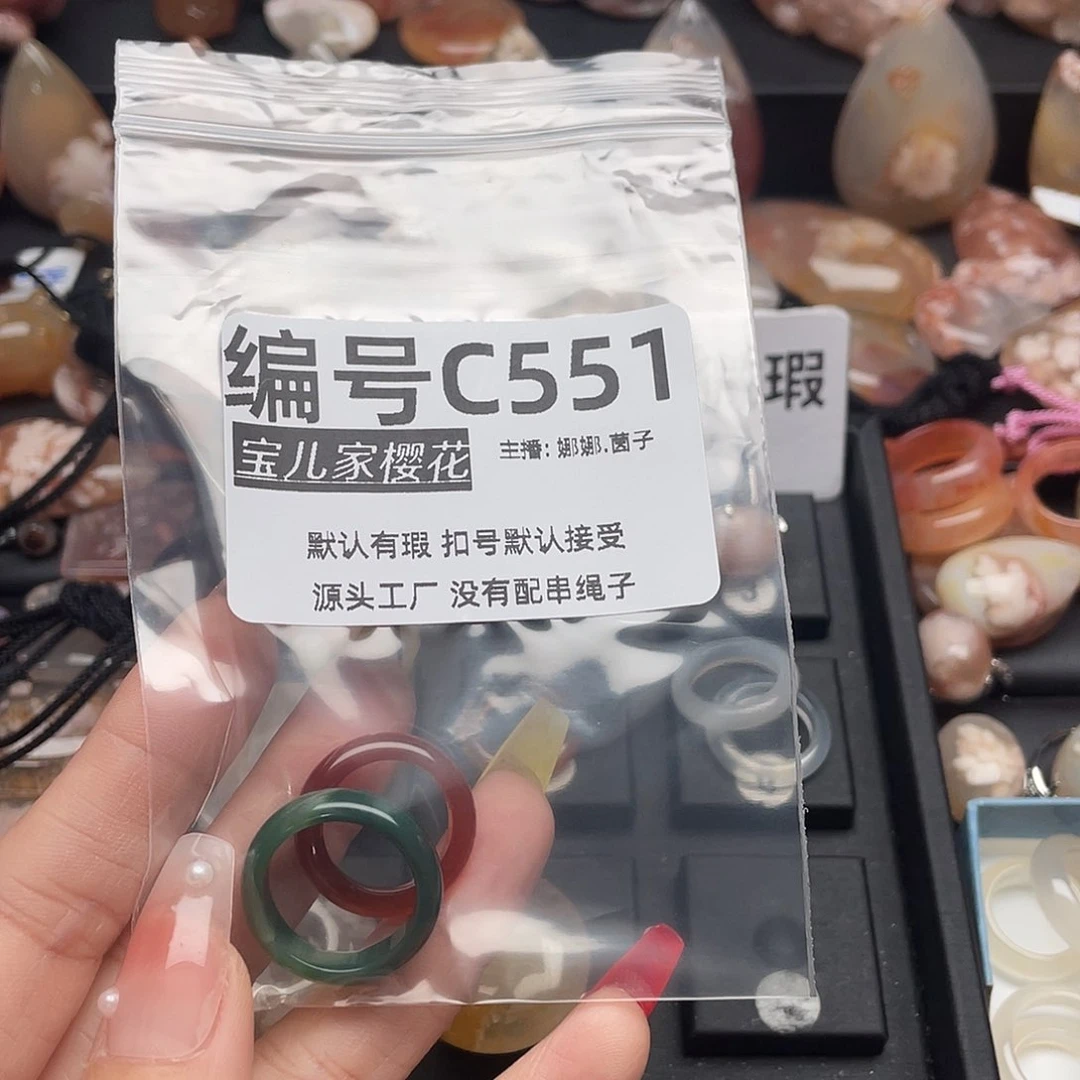 编号C551
宝儿家樱花 主播：娜娜.茵子
默认有瑕 扣号默认接受
源头工厂 没有配串绳子
瑕